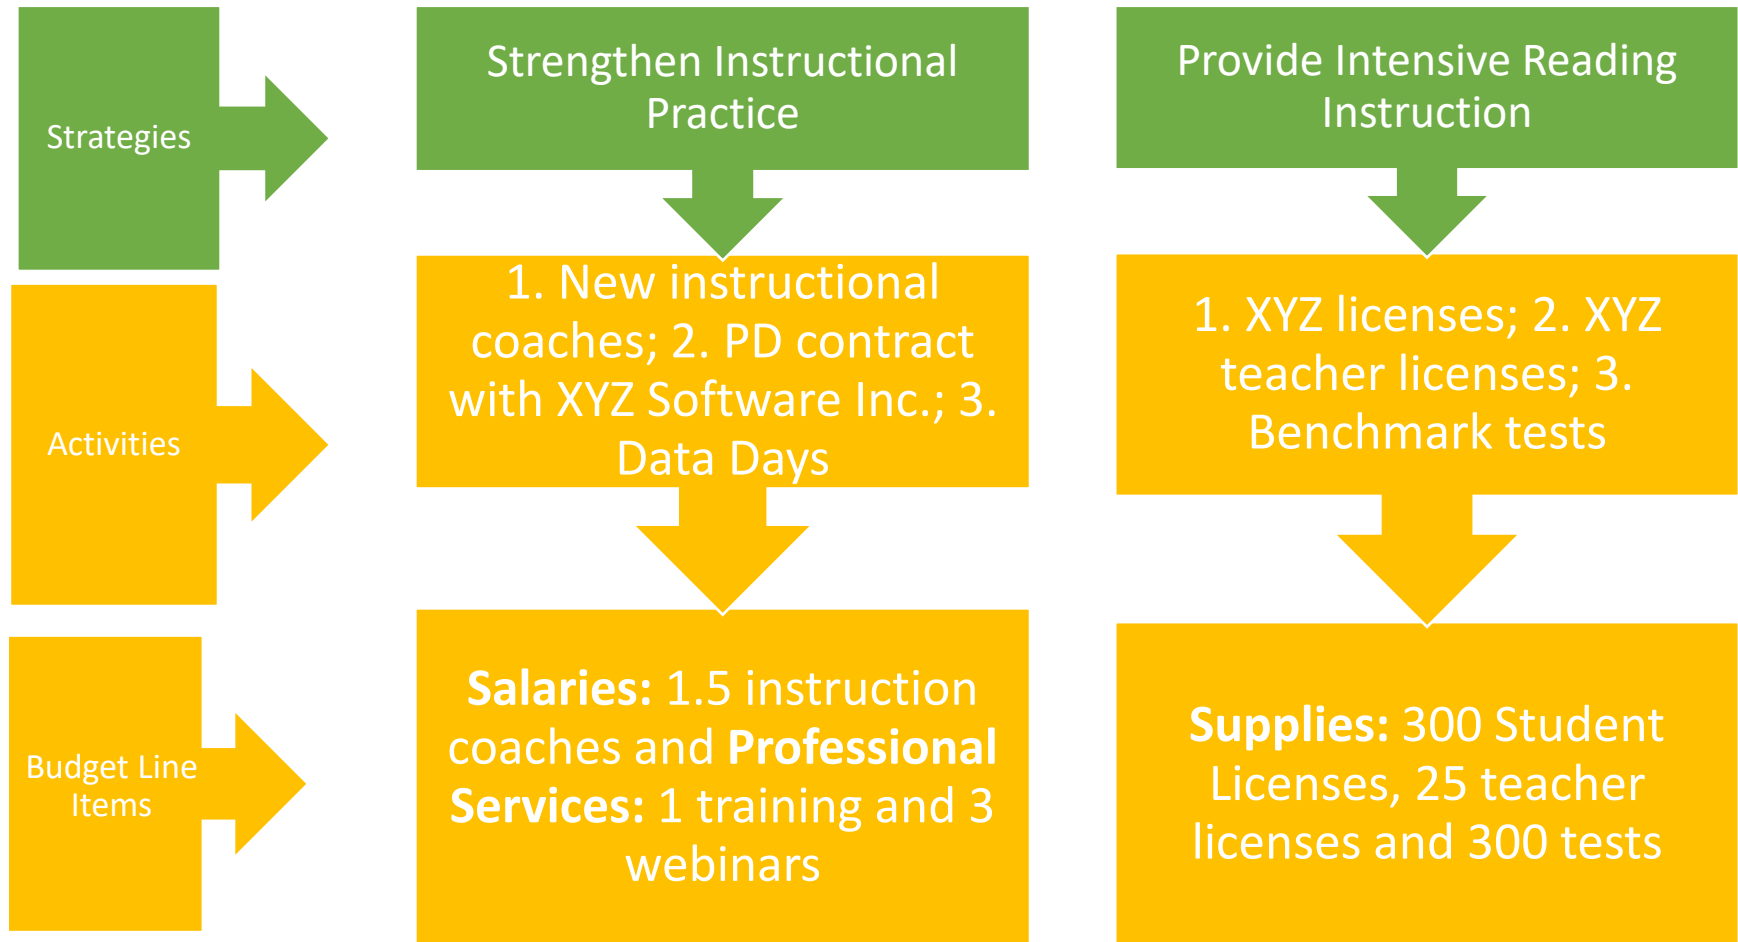 Strategies
Strengthen Instructional
Practice
Provide Intensive Reading
Instruction
Activities
1. New instructional
coaches; 2. PD contract
with XYZ Software Inc.; 3.
Data Days
1. XYZ licenses; 2. XYZ
teacher licenses; 3.
Benchmark tests
Budget Line
Items
Salaries: 1.5 instruction
coaches and Professional
Services: 1 training and 3
webinars
Supplies: 300 Student
Licenses, 25 teacher
licenses and 300 tests